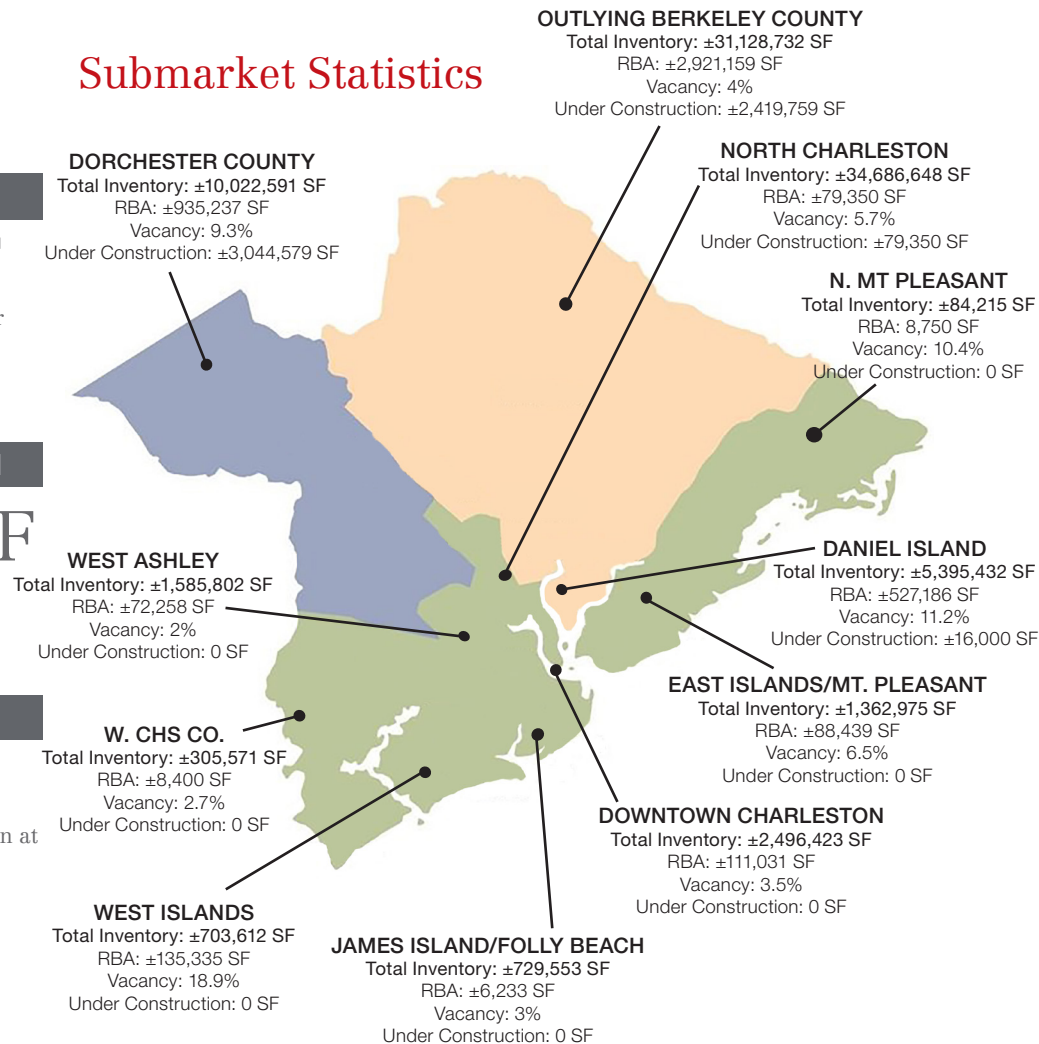 Submarket Statistics
OUTLYING BERKELEY COUNTY
Total Inventory: ±31,128,732 SF
RBA: ±2,921,159 SF
Vacancy: 4%
Under Construction: ±2,419,759 SF
NORTH CHARLESTON
Total Inventory: ±34,686,648 SF
RBA: ±79,350 SF
Vacancy: 5.7%
Under Construction: ±79,350 SF
DORCHESTER COUNTY
Total Inventory: ±10,022,591 SF
RBA: ±935,237 SF
Vacancy: 9.3%
Under Construction: ±3,044,579 SF
N. MT PLEASANT
Total Inventory: ±84,215 SF
RBA: 8,750 SF
Vacancy: 10.4%
Under Construction: 0 SF
r
F
WEST ASHLEY
Total Inventory: ±1,585,802 SF
RBA: ±72,258 SF
Vacancy: 2%
Under Construction: 0 SF
DANIEL ISLAND
Total Inventory: ±5,395,432 SF
RBA: ±527,186 SF
Vacancy: 11.2%
Under Construction: ±16,000 SF
EAST ISLANDS/MT. PLEASANT
Total Inventory: ±1,362,975 SF
RBA: ±88,439 SF
Vacancy: 6.5%
Under Construction: 0 SF
W. CHS CO.
Total Inventory: ±305,571 SF
RBA: ±8,400 SF
Vacancy: 2.7%
Under Construction: 0 SF
n at
DOWNTOWN CHARLESTON
Total Inventory: ±2,496,423 SF
RBA: ±111,031 SF
Vacancy: 3.5%
Under Construction: 0 SF
WEST ISLANDS
Total Inventory: ±703,612 SF
RBA: ±135,335 SF
Vacancy: 18.9%
Under Construction: 0 SF
JAMES ISLAND/FOLLY BEACH
Total Inventory: ±729,553 SF
RBA: ±6,233 SF
Vacancy: 3%
Under Construction: 0 SF